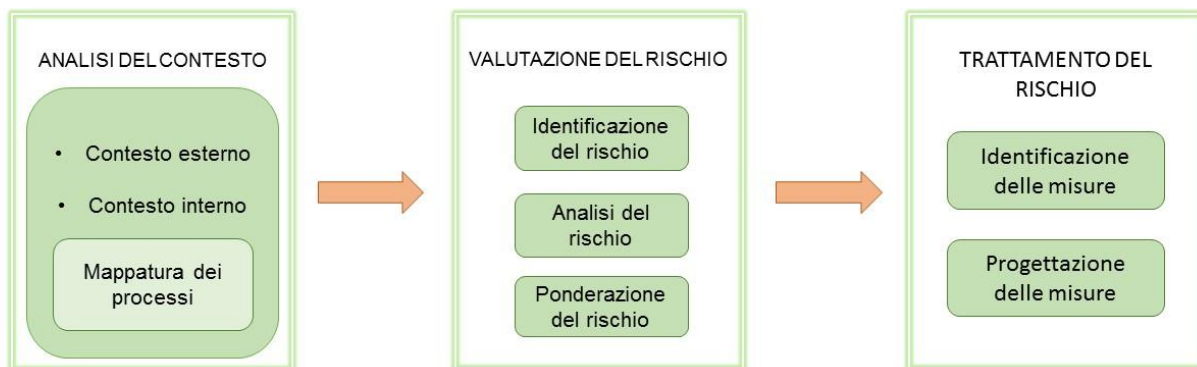 ANALISI DEL CONTESTO
• Contesto esterno
• Contesto interno
Mappatura dei
processi
VALUTAZIONE DEL RISCHIO
Identificazione
del rischio
Analisi del
rischio
Ponderazione
del rischio
TRATTAMENTO DEL
RISCHIO
Identificazione
delle misure
Progettazione
delle misure